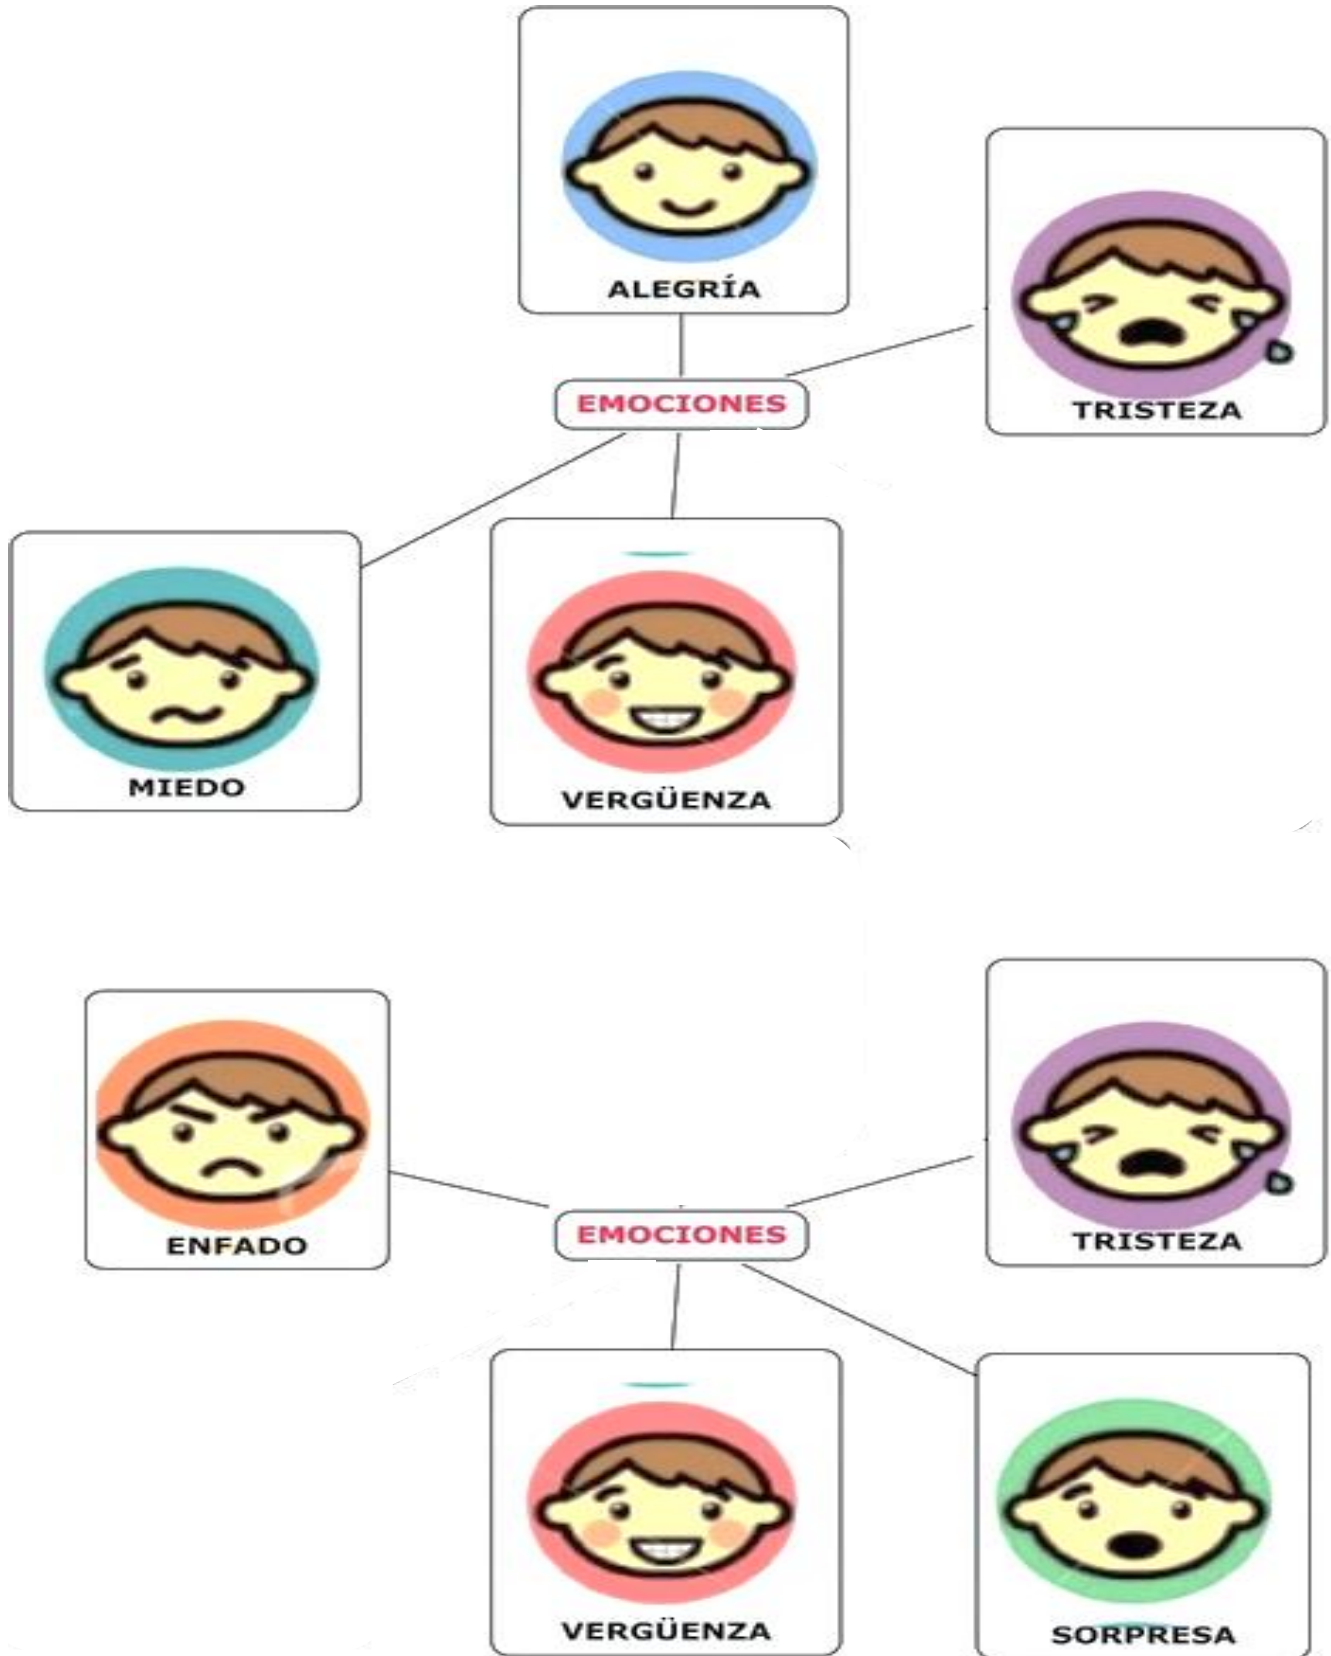 ALEGRÍA
TRISTEZA
EMOCIONES
MIEDO
VERGÜENZA
ENFADO
EMOCIONES
TRISTEZA
VERGÜENZA
SORPRESA